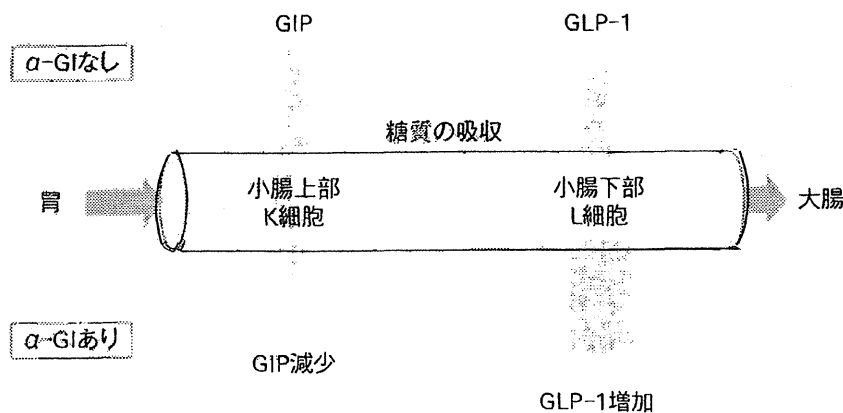 GIP
GLP-1
α-GIなし
糖質の吸収
胃
小腸上部
K細胞
小腸下部
L細胞
大腸
α-GIあり
GIP減少
GLP-1増加